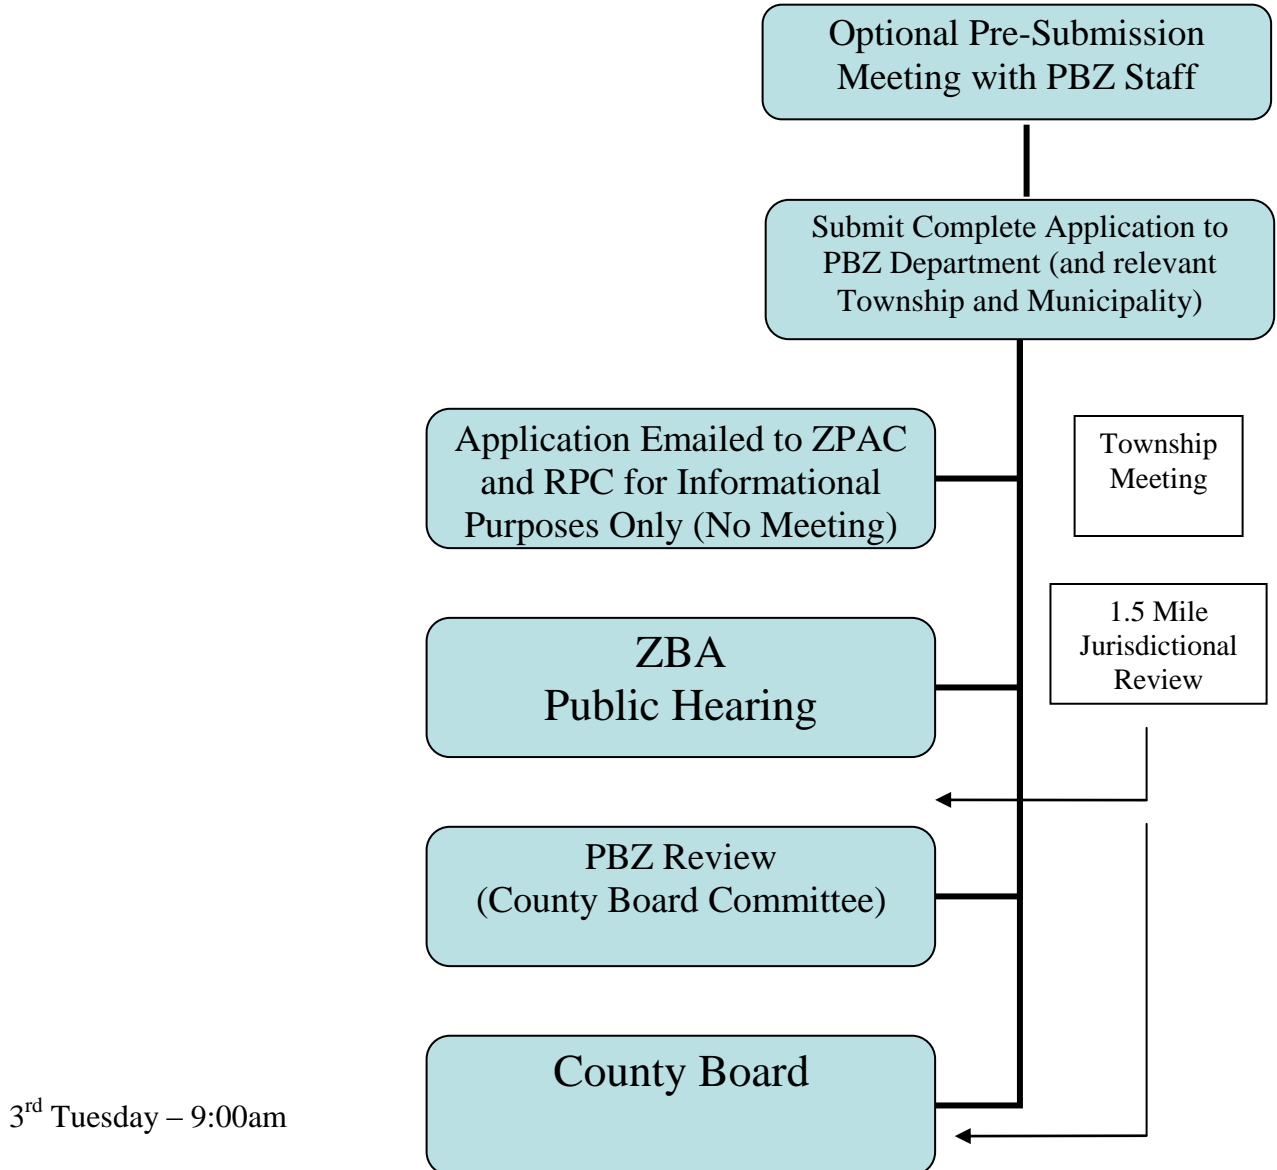 Optional Pre-Submission
Meeting with PBZ Staff
Submit Complete Application to
PBZ Department (and relevant
Township and Municipality)
Application Emailed to ZPAC
and RPC for Informational
Purposes Only (No Meeting)
Township
Meeting
ZBA
Public Hearing
1.5 Mile
Jurisdictional
Review
PBZ Review
(County Board Committee)
County Board
3rd Tuesday – 9:00am